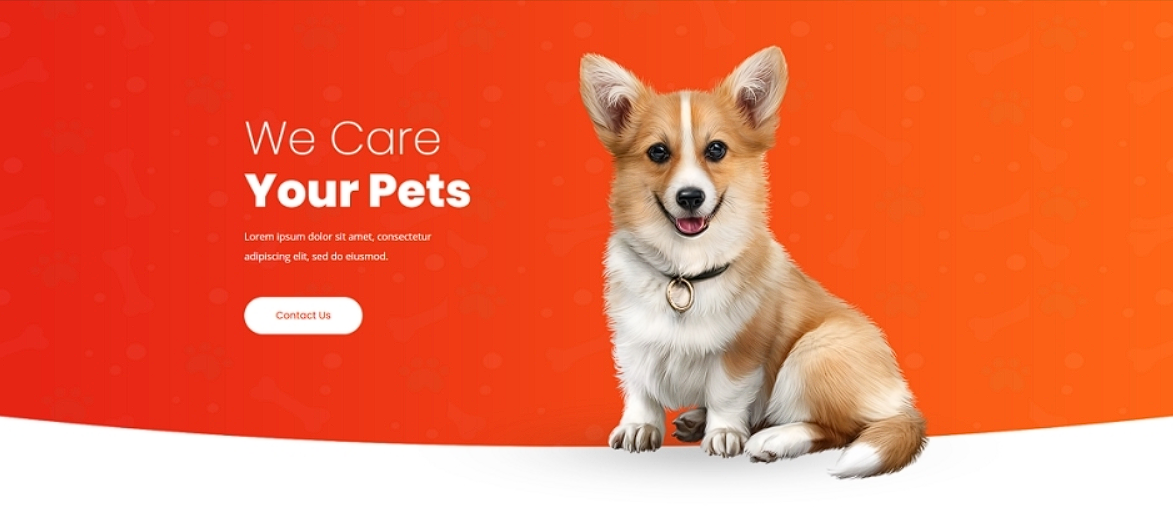 We Care
Your Pets
Lorem ipsum dolor sit amet, consectetur
adipiscing elit, sed do eiusmod.
Contact Us